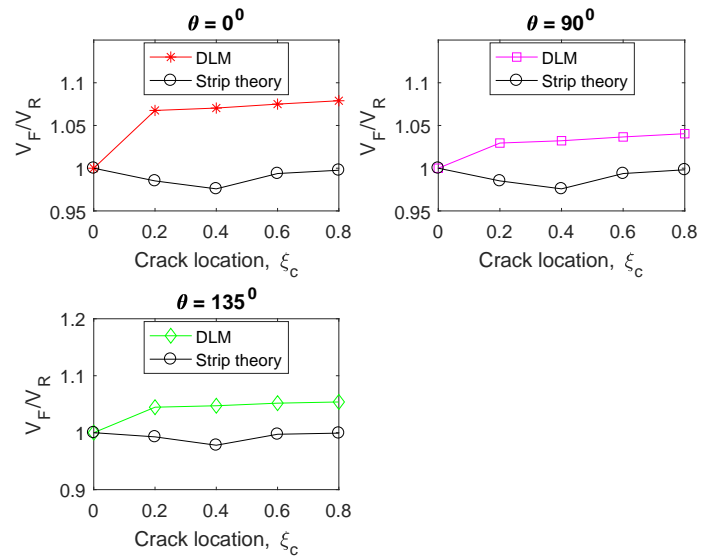 θ = 0⁰
DLM
Strip theory
1.1
1.05
1
0.95
V_F/V_R
0 0.2 0.4 0.6 0.8
Crack location, ξ_c
θ = 90⁰
DLM
Strip theory
1.1
1.05
1
0.95
V_F/V_R
0 0.2 0.4 0.6 0.8
Crack location, ξ_c
θ = 135⁰
DLM
Strip theory
1.2
1.1
1
0.9
V_F/V_R
0 0.2 0.4 0.6 0.8
Crack location, ξ_c